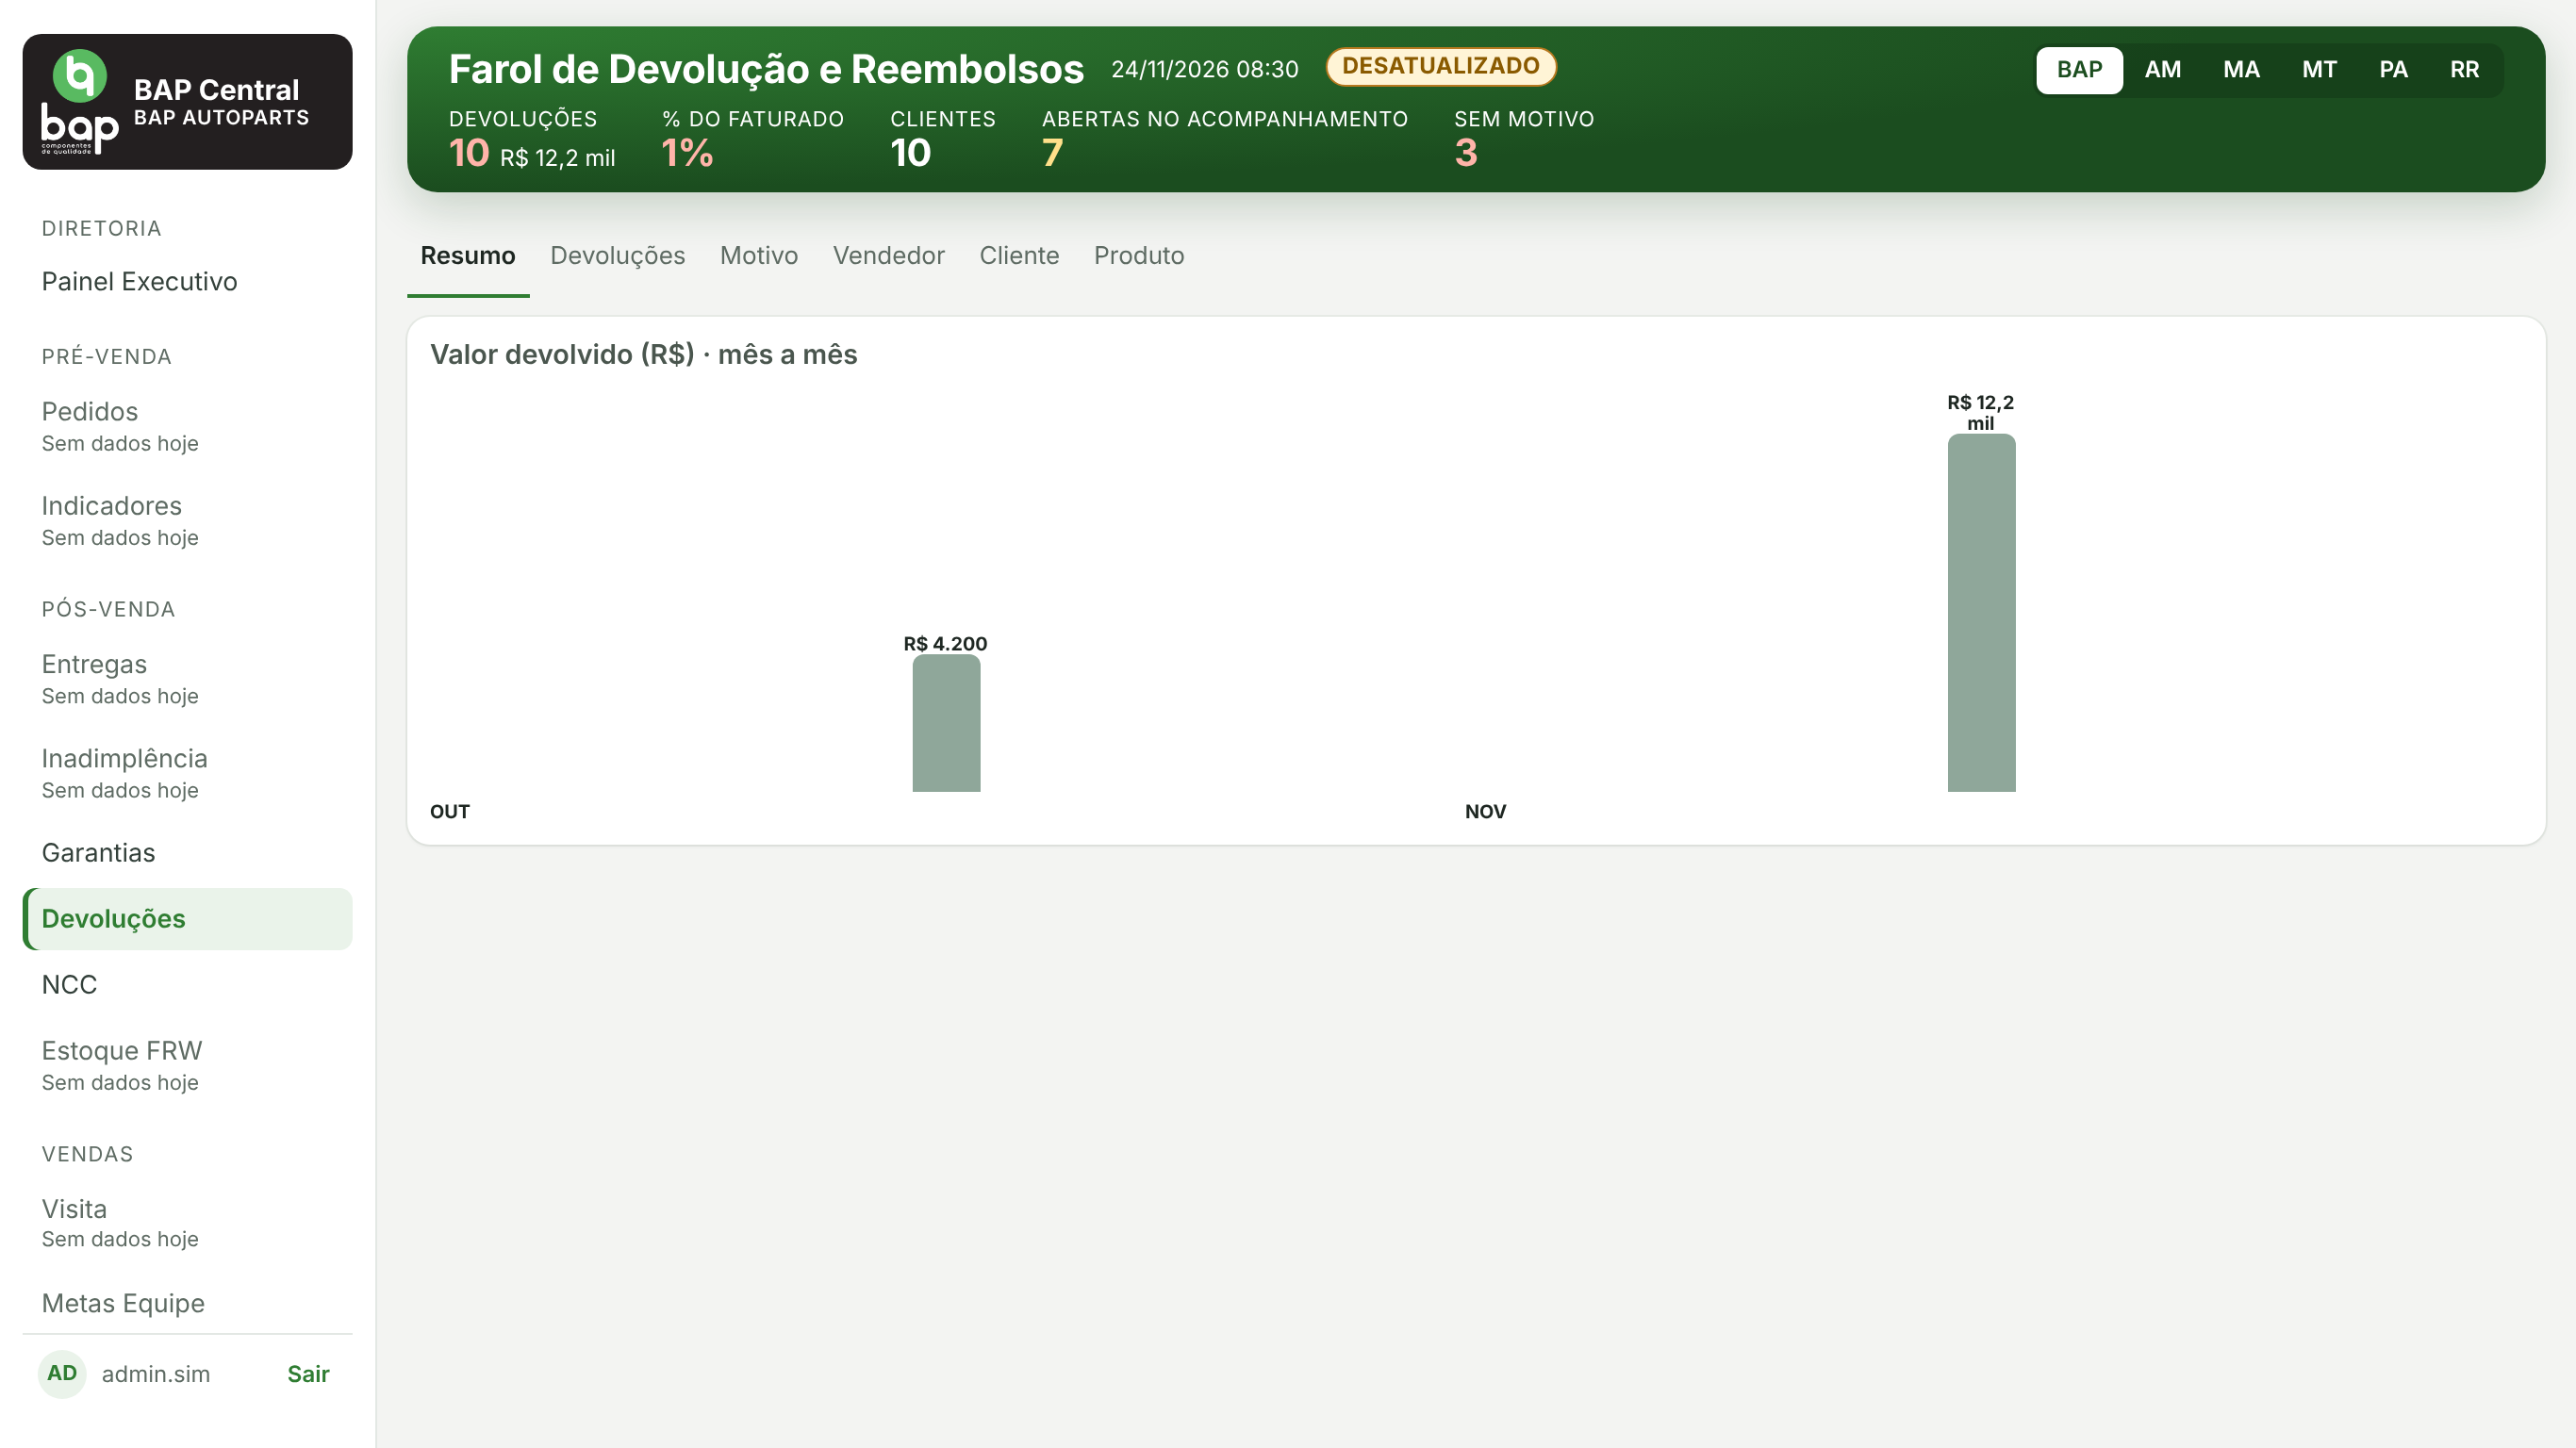 bap
componentes
de qualidade
BAP Central
BAP AUTOPARTS
DIRETORIA
Painel Executivo
PRÉ-VENDA
Pedidos
Sem dados hoje
Indicadores
Sem dados hoje
PÓS-VENDA
Entregas
Sem dados hoje
Inadimplência
Sem dados hoje
Garantias
Devoluções
NCC
Estoque FRW
Sem dados hoje
VENDAS
Visita
Sem dados hoje
Metas Equipe
AD admin.sim Sair
Farol de Devolução e Reembolsos 24/11/2026 08:30 DESATUALIZADO
BAP AM MA MT PA RR
DEVOLUÇÕES % DO FATURADO CLIENTES ABERTAS NO ACOMPANHAMENTO SEM MOTIVO
10 R$ 12,2 mil 1% 10 7 3
Resumo Devoluções Motivo Vendedor Cliente Produto
Valor devolvido (R$) · mês a mês
R$ 12,2
mil
R$ 4.200
OUT NOV